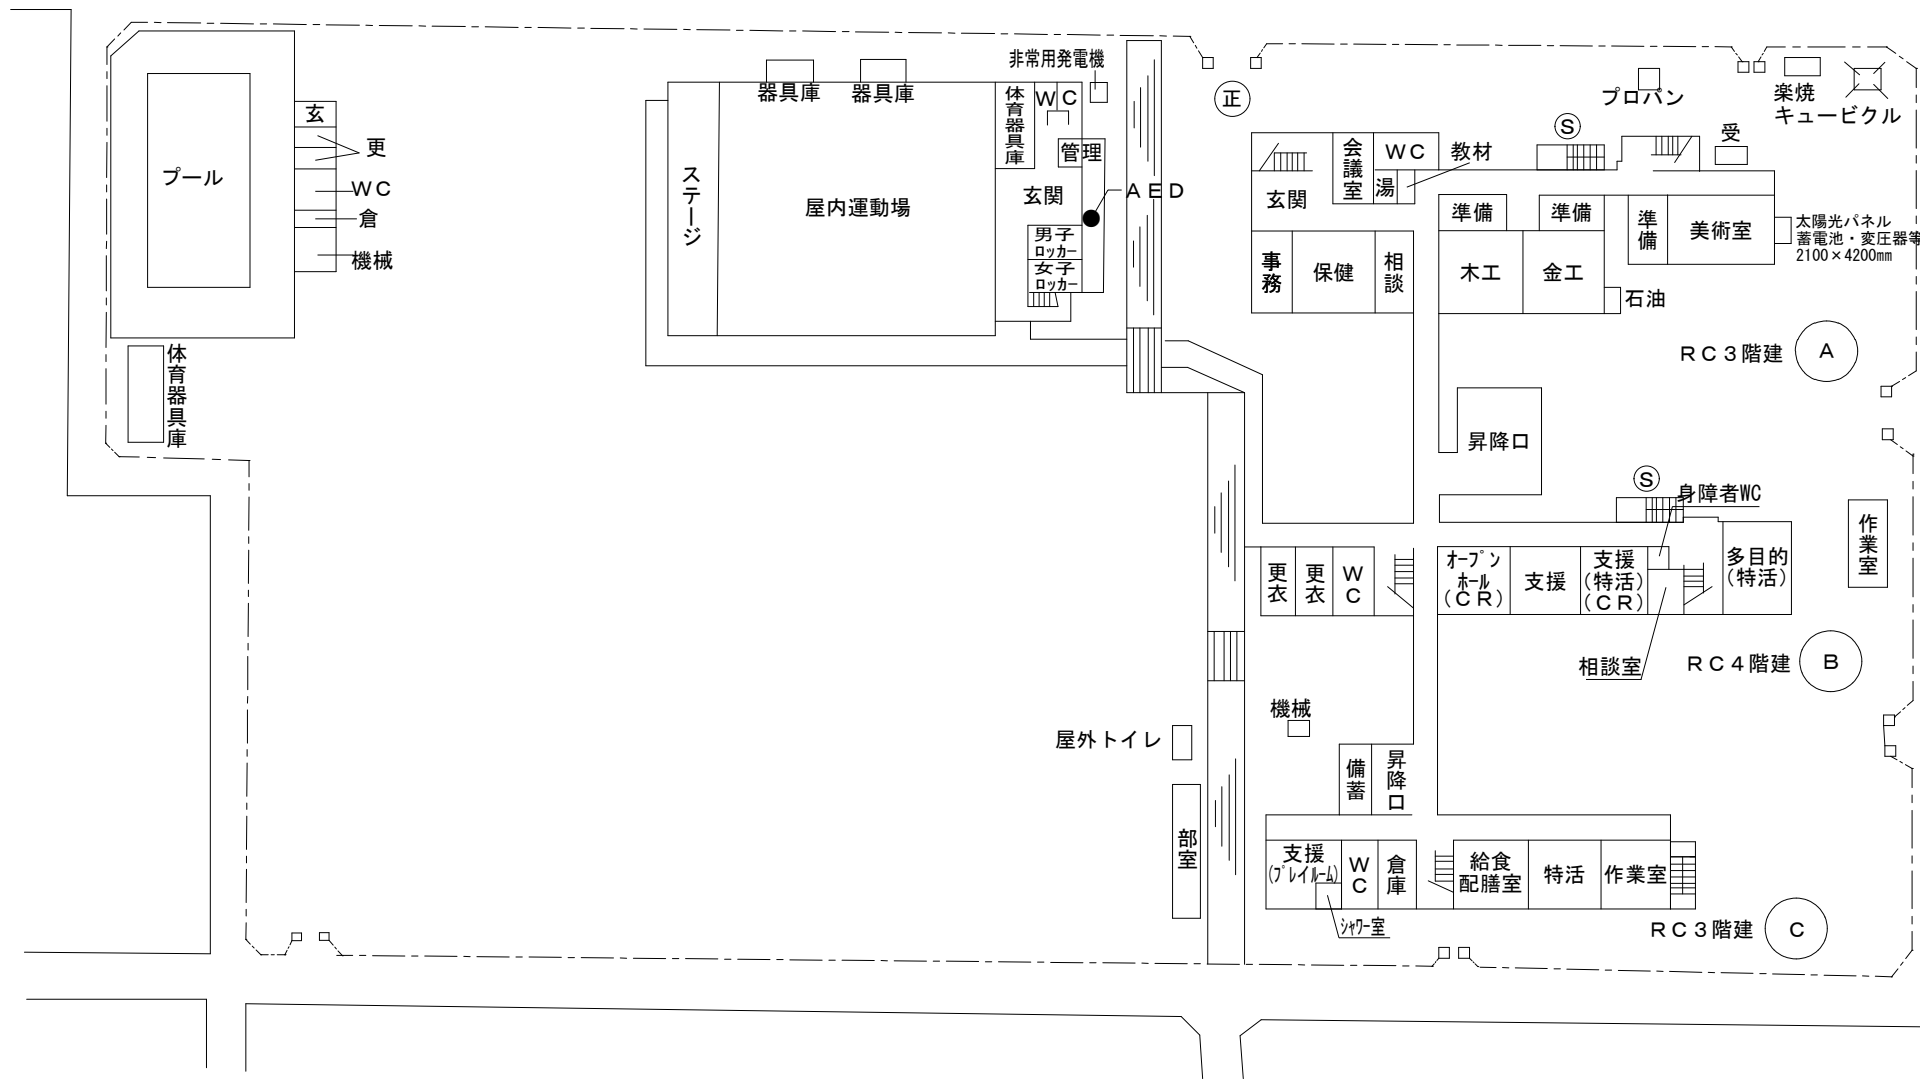 プール
玄
更
ＷＣ
倉
機械
体育器具庫
器具庫
器具庫
ステージ
屋内運動場
体育器具庫
ＷＣ
非常用発電機
管理
玄関
ＡＥＤ
男子
ロッカー
女子
ロッカー
正
玄関
会議室
ＷＣ
湯
教材
事務
保健
相談
準備
準備
木工
金工
石油
Ⓢ
プロパン
受
楽焼
キュービクル
準備
美術室
太陽光パネル
蓄電池・変圧器等
2100×4200㎜
ＲＣ３階建
Ａ
昇降口
Ⓢ
身障者WC
作業室
更衣
更衣
ＷＣ
オープン
ホール
（ＣＲ）
支援
支援
（特活）
（ＣＲ）
多目的
（特活）
相談室
ＲＣ４階建
Ｂ
機械
屋外トイレ
備蓄
昇降口
部室
支援
（プレイルーム）
ＷＣ
倉庫
給食
配膳室
特活
作業室
シャワー室
ＲＣ３階建
Ｃ